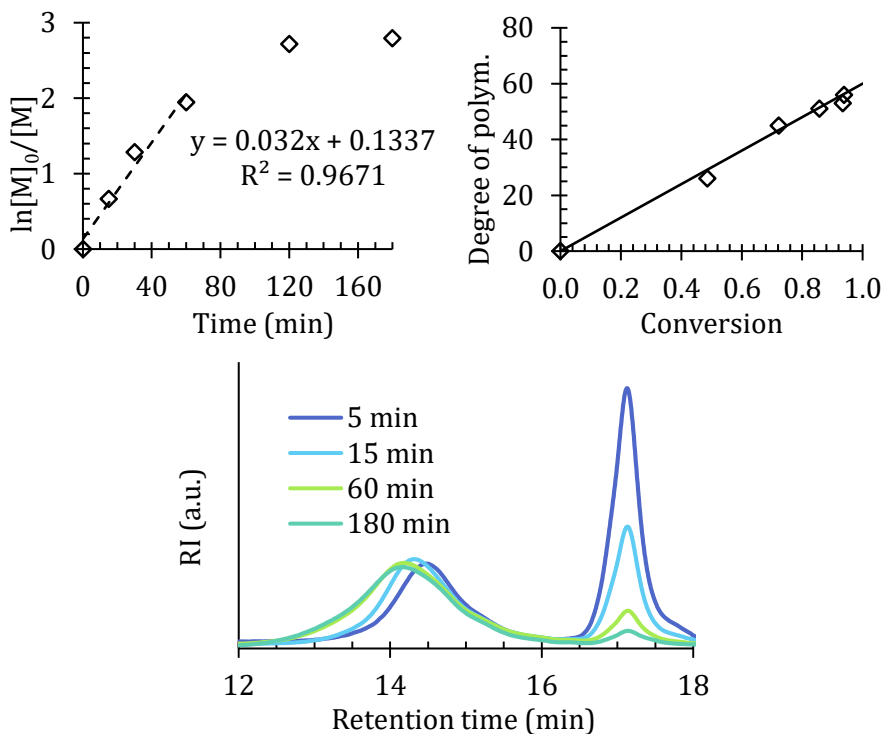 3
2
1
0
ln[M]₀/[M]
y = 0.032x + 0.1337
R² = 0.9671
0 40 80 120 160
Time (min)
80
60
40
20
0
Degree of polym.
0.0 0.2 0.4 0.6 0.8 1.0
Conversion
RI (a.u.)
5 min
15 min
60 min
180 min
12 14 16 18
Retention time (min)